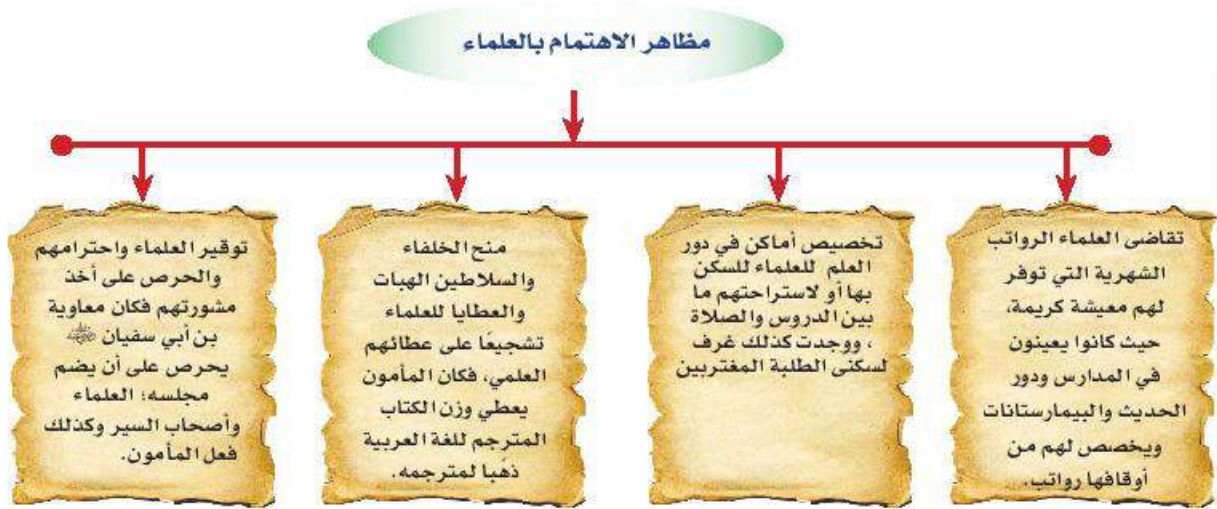 مظاهر الاهتمام بالعلماء
تقاضى العلماء الرواتب
الشهرية التي توفر
لهم معيشة كريمة،
حيث كانوا يعينون
في المدارس ودور
الحديث والبيمارستانات
ويخصص لهم من
أوقافها رواتب.
تخصيص أماكن في دور
العلم للعلماء للسكن
بها أو لاستراحتهم ما
بين الدروس والصلاة
، ووجدت كذلك غرف
لسكنى الطلبة المغتربين
منح الخلفاء
والسلاطين الهبات
والعطايا للعلماء
تشجيعًا على عطائهم
العلمي، فكان المأمون
يعطي وزن الكتاب
المترجم للغة العربية
ذهبًا لمترجمه.
توقير العلماء واحترامهم
والحرص على أخذ
مشورتهم فكان معاوية
بن أبي سفيان رضي الله عنه
يحرص على أن يضم
مجلسه؛ العلماء
وأصحاب السير وكذلك
فعل المأمون.